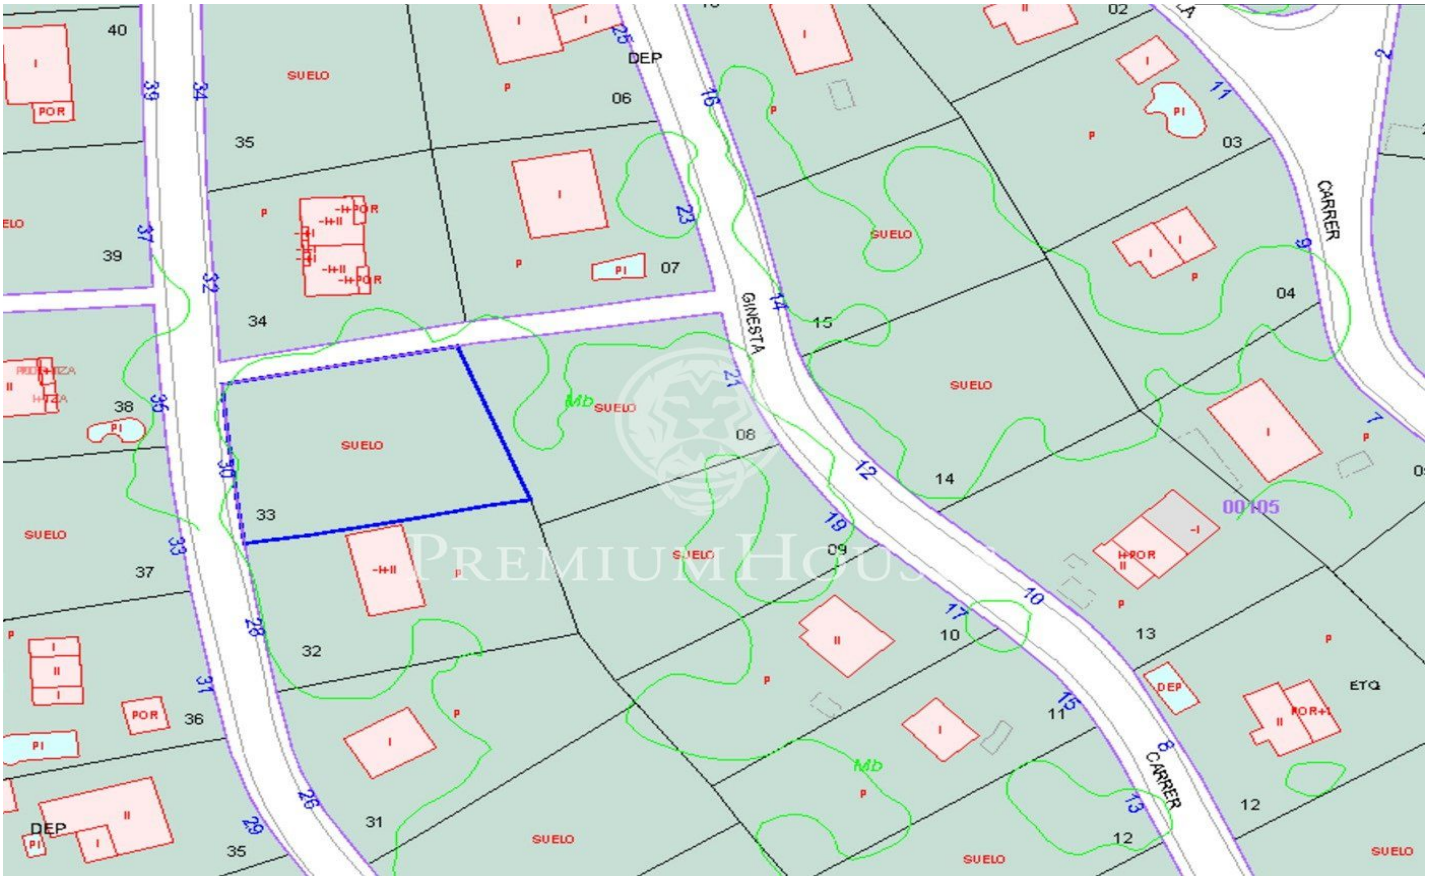 40
39
34
SUELO
25
DEP
I
I
P
06
16
I
P
II
02
I
11
PI
2
I
POR
35
P
03
ELO
39
37
32
P
-I+POR
-I+II
-I+II
-I+POR
I
P
23
PI
07
SUELO
CARRER
9
I
I
P
34
14
GINESTA
15
04
II
38
PI
36
SUELO
21
Mb
SUELO
08
SUELO
I
P
7
30
33
12
14
00105
SUELO
37
33
-I+II
P
PREMIUMHOUS
SUELO
19
09
I+POR
II
-I
P
10
13
P
P
28
32
17
10
II
P
I
II
I
31
POR
36
PI
I
P
15
11
I
DEP
ETQ
II
POR+I
8
CARRER
Mb
P
13
12
12
26
31
29
35
II
I
DEP
PI
SUELO
SUELO
SUELO